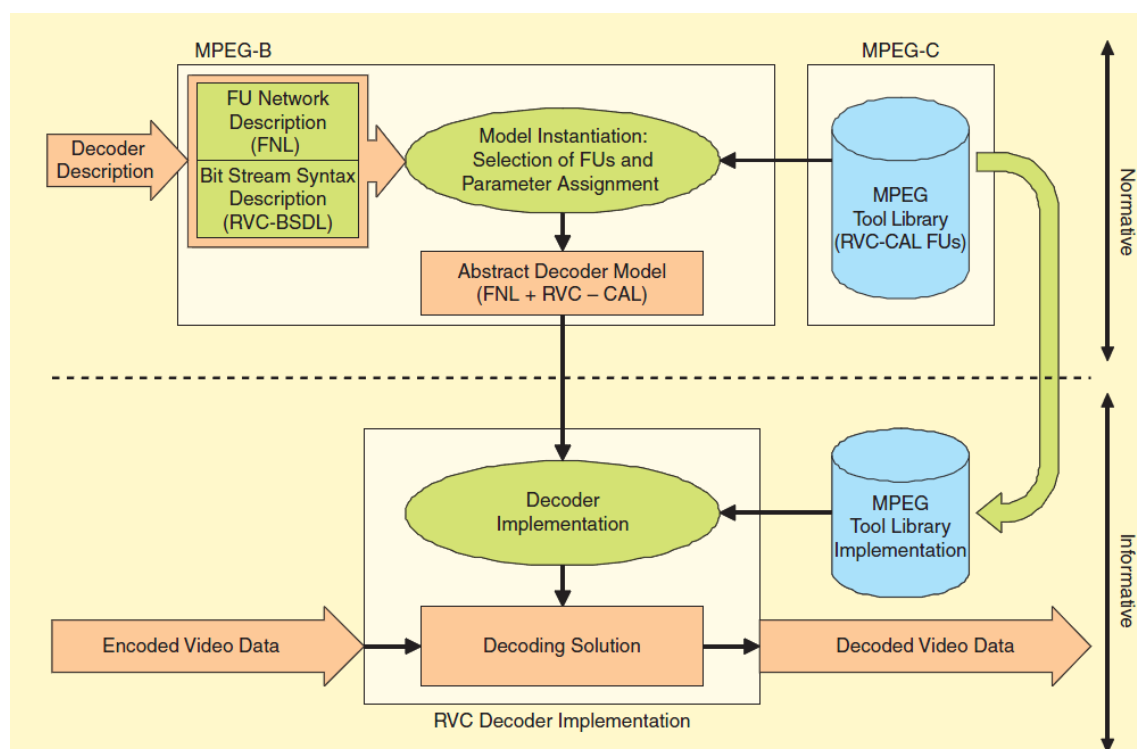 MPEG-B
MPEG-C
Decoder
Description
FU Network
Description
(FNL)
Bit Stream Syntax
Description
(RVC-BSDL)
Model Instantiation:
Selection of FUs and
Parameter Assignment
MPEG
Tool Library
(RVC-CAL FUs)
Normative
Abstract Decoder Model
(FNL + RVC – CAL)
Decoder
Implementation
MPEG
Tool Library
Implementation
Informative
Encoded Video Data
Decoding Solution
Decoded Video Data
RVC Decoder Implementation